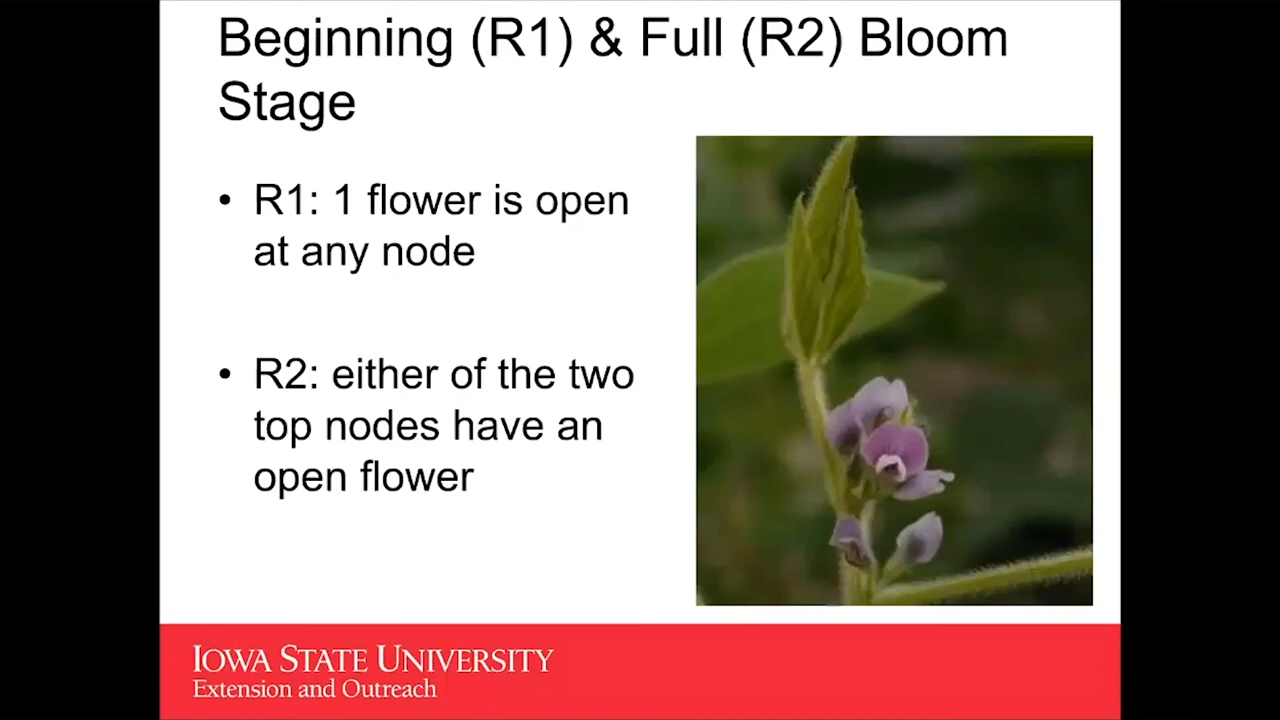 Beginning (R1) & Full (R2) Bloom
Stage
• R1: 1 flower is open
at any node
• R2: either of the two
top nodes have an
open flower
IOWA STATE UNIVERSITY
Extension and Outreach